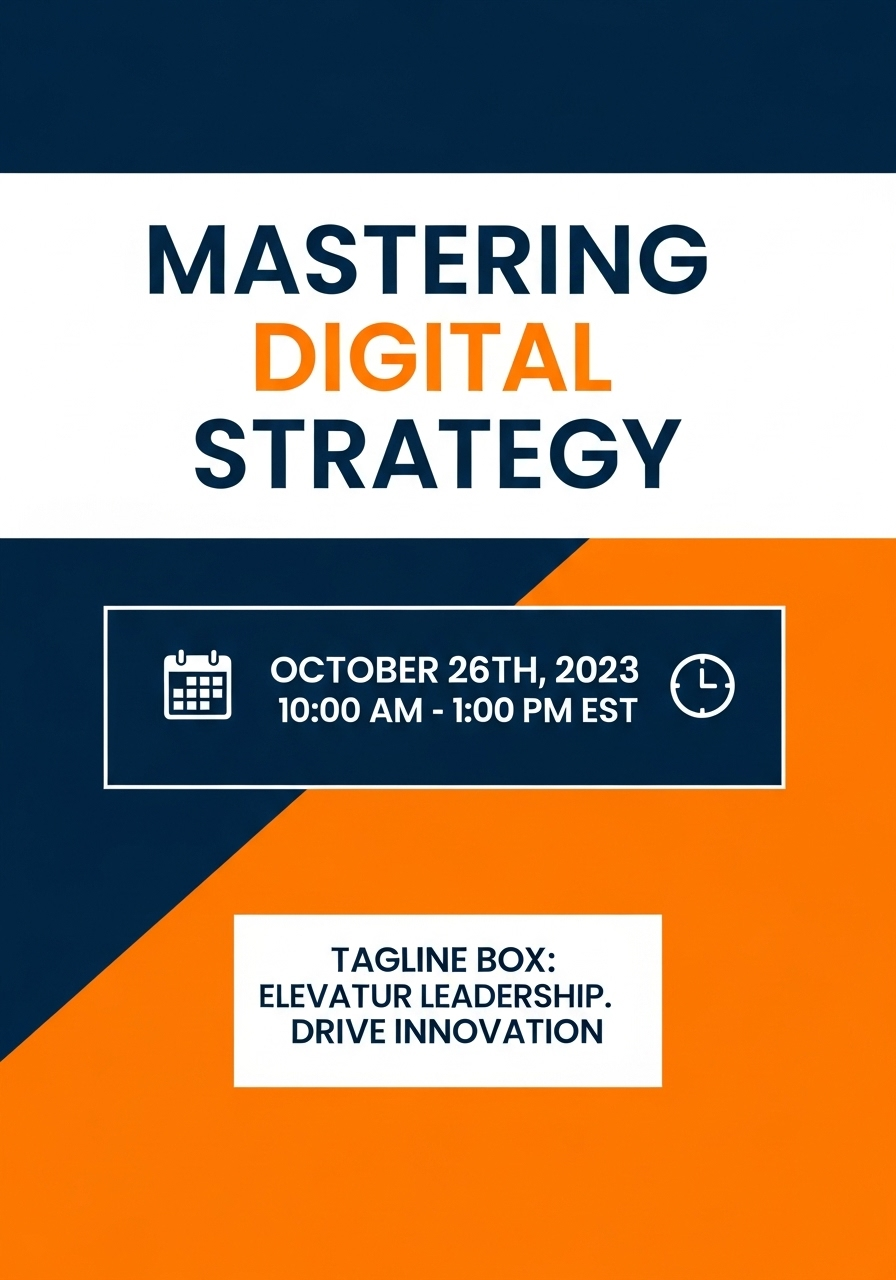 MASTERING
DIGITAL
STRATEGY
OCTOBER 26TH, 2023
10:00 AM - 1:00 PM EST
TAGLINE BOX:
ELEVATUR LEADERSHIP.
DRIVE INNOVATION